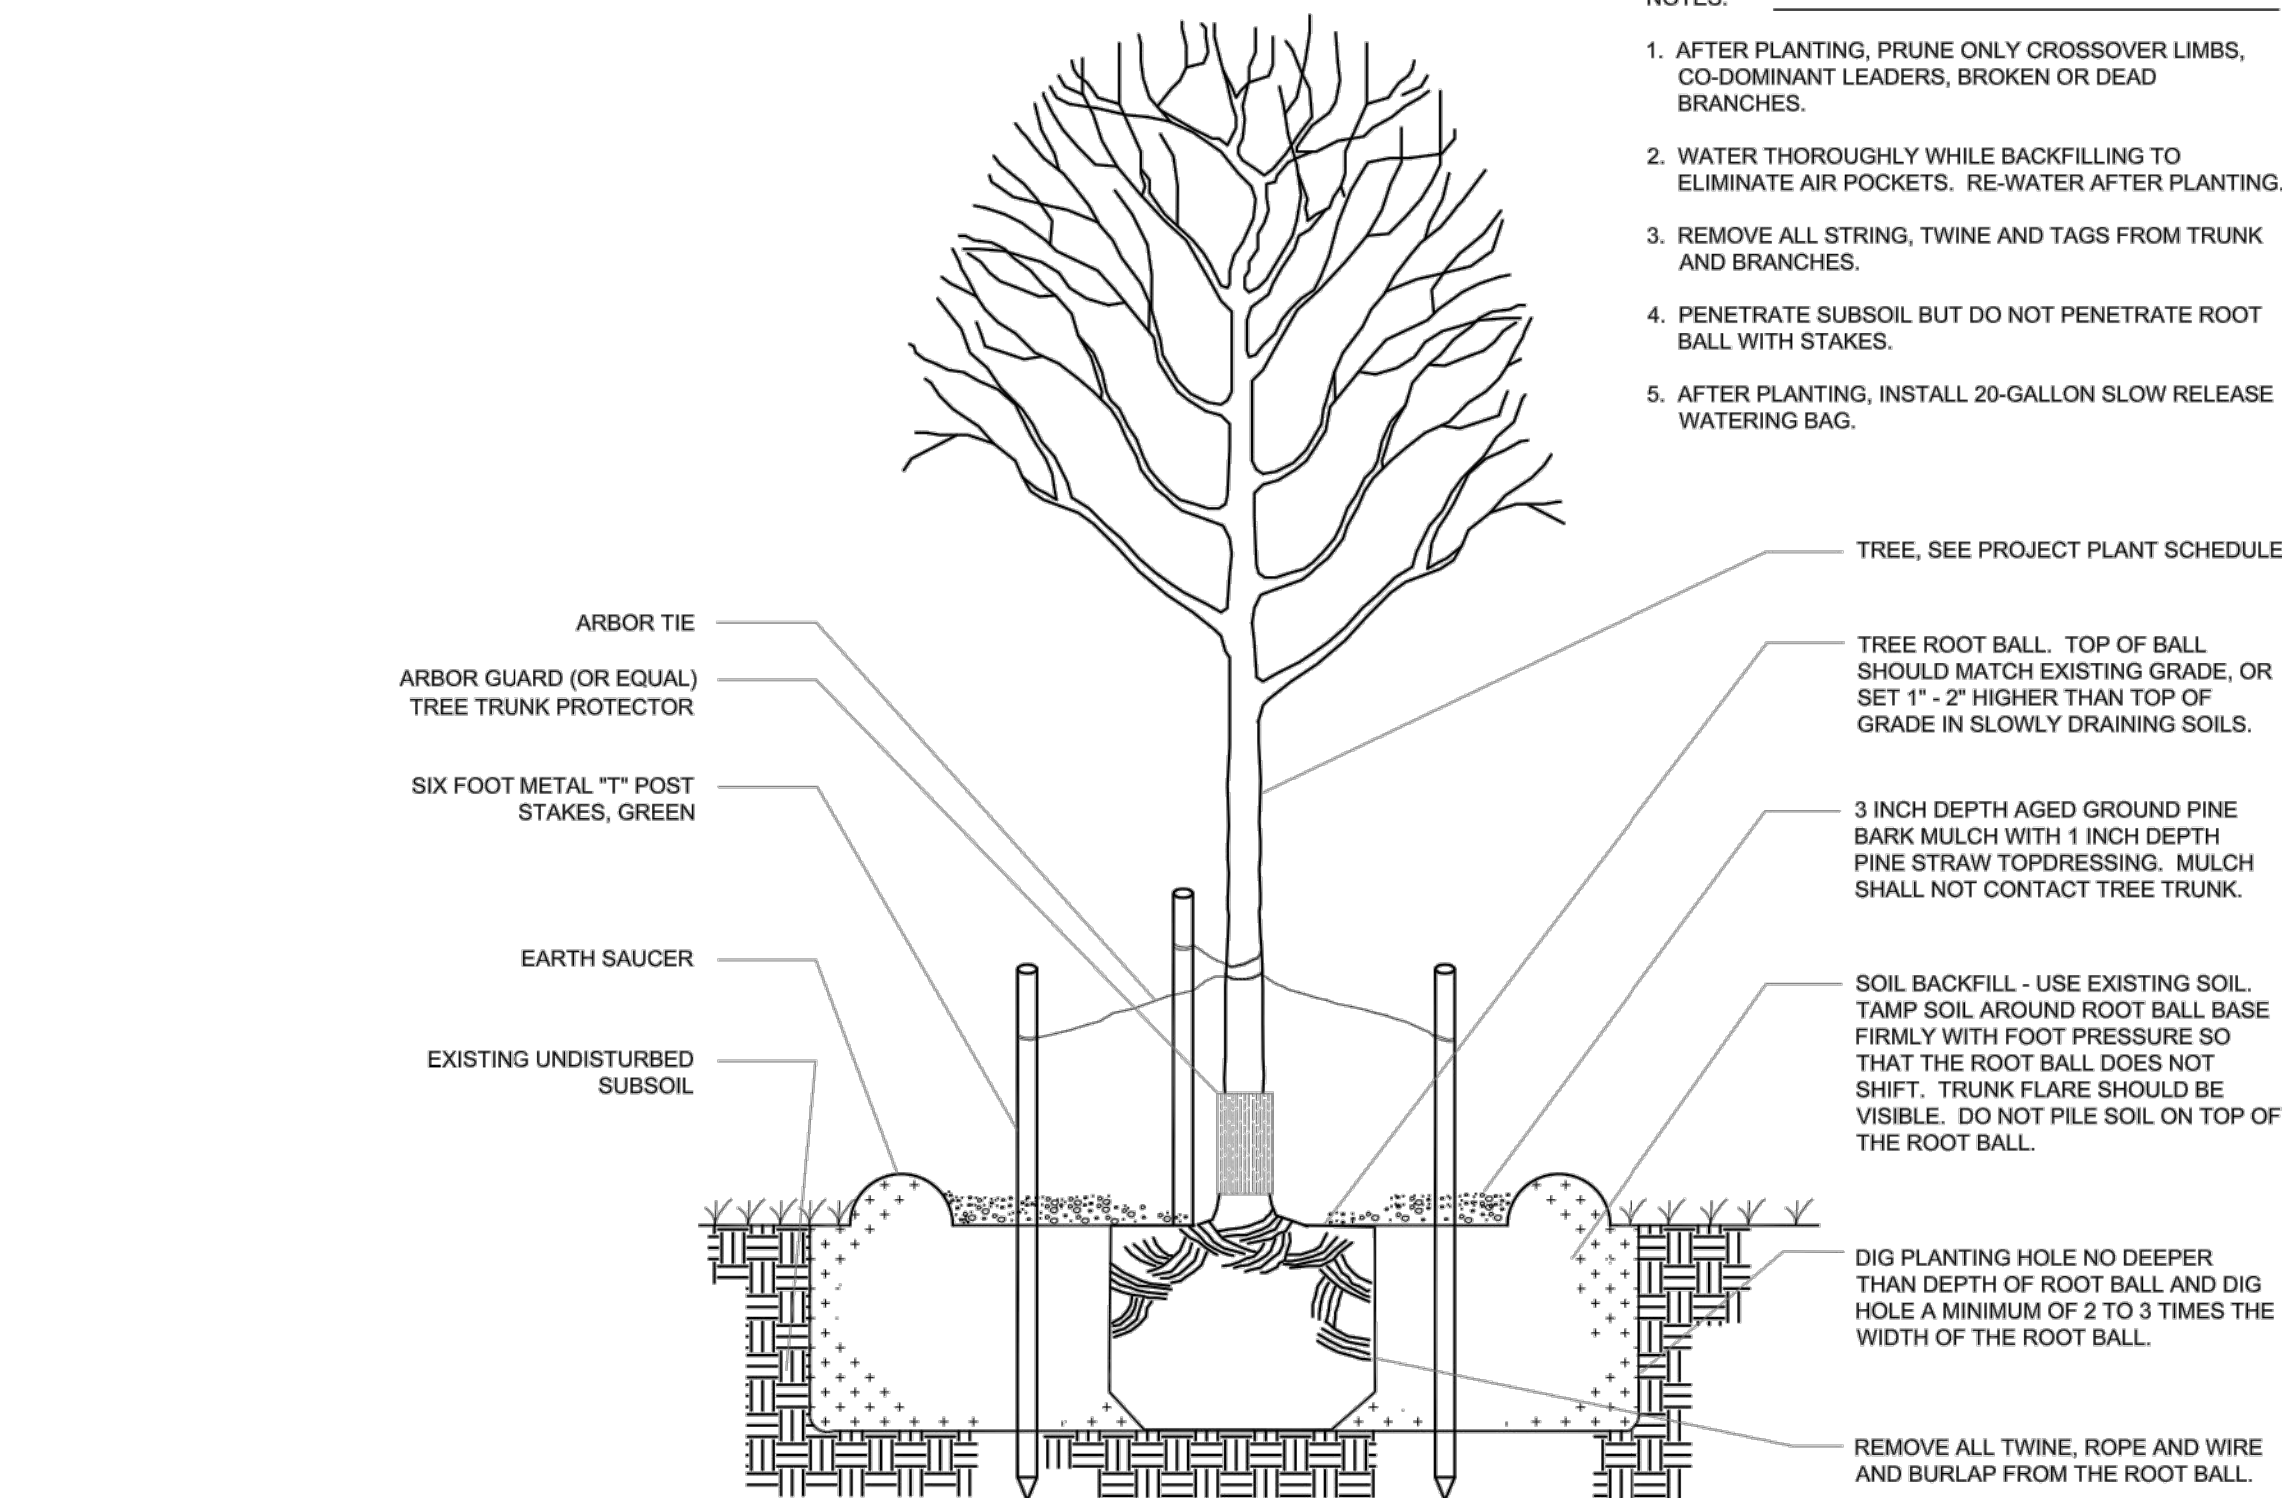 NOTES:
1. AFTER PLANTING, PRUNE ONLY CROSSOVER LIMBS,
CO-DOMINANT LEADERS, BROKEN OR DEAD
BRANCHES.
2. WATER THOROUGHLY WHILE BACKFILLING TO
ELIMINATE AIR POCKETS. RE-WATER AFTER PLANTING.
3. REMOVE ALL STRING, TWINE AND TAGS FROM TRUNK
AND BRANCHES.
4. PENETRATE SUBSOIL BUT DO NOT PENETRATE ROOT
BALL WITH STAKES.
5. AFTER PLANTING, INSTALL 20-GALLON SLOW RELEASE
WATERING BAG.
ARBOR TIE
ARBOR GUARD (OR EQUAL)
TREE TRUNK PROTECTOR
SIX FOOT METAL "T" POST
STAKES, GREEN
EARTH SAUCER
EXISTING UNDISTURBED
SUBSOIL
TREE, SEE PROJECT PLANT SCHEDULE
TREE ROOT BALL. TOP OF BALL
SHOULD MATCH EXISTING GRADE, OR
SET 1" - 2" HIGHER THAN TOP OF
GRADE IN SLOWLY DRAINING SOILS.
3 INCH DEPTH AGED GROUND PINE
BARK MULCH WITH 1 INCH DEPTH
PINE STRAW TOPDRESSING. MULCH
SHALL NOT CONTACT TREE TRUNK.
SOIL BACKFILL - USE EXISTING SOIL.
TAMP SOIL AROUND ROOT BALL BASE
FIRMLY WITH FOOT PRESSURE SO
THAT THE ROOT BALL DOES NOT
SHIFT. TRUNK FLARE SHOULD BE
VISIBLE. DO NOT PILE SOIL ON TOP OF
THE ROOT BALL.
DIG PLANTING HOLE NO DEEPER
THAN DEPTH OF ROOT BALL AND DIG
HOLE A MINIMUM OF 2 TO 3 TIMES THE
WIDTH OF THE ROOT BALL.
REMOVE ALL TWINE, ROPE AND WIRE
AND BURLAP FROM THE ROOT BALL.